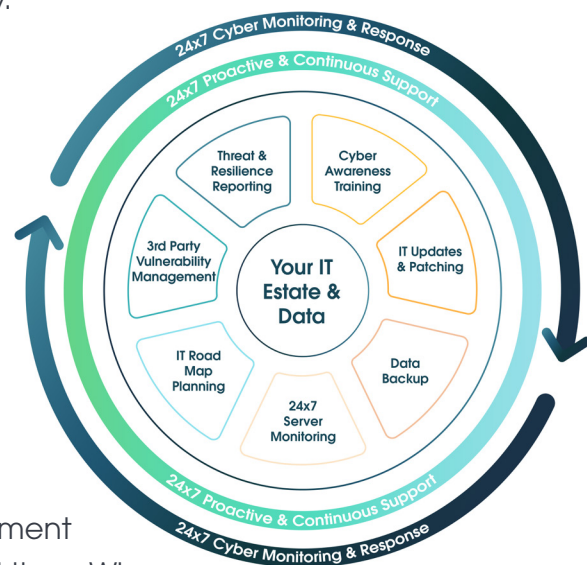 24x7 Cyber Monitoring & Response
24x7 Proactive & Continuous Support
Threat &
Resilience
Reporting
Cyber
Awareness
Training
3rd Party
Vulnerability
Management
IT Updates
& Patching
Your IT
Estate &
Data
IT Road
Map
Planning
Data
Backup
24x7
Server
Monitoring
24x7 Proactive & Continuous Support
24x7 Cyber Monitoring & Response